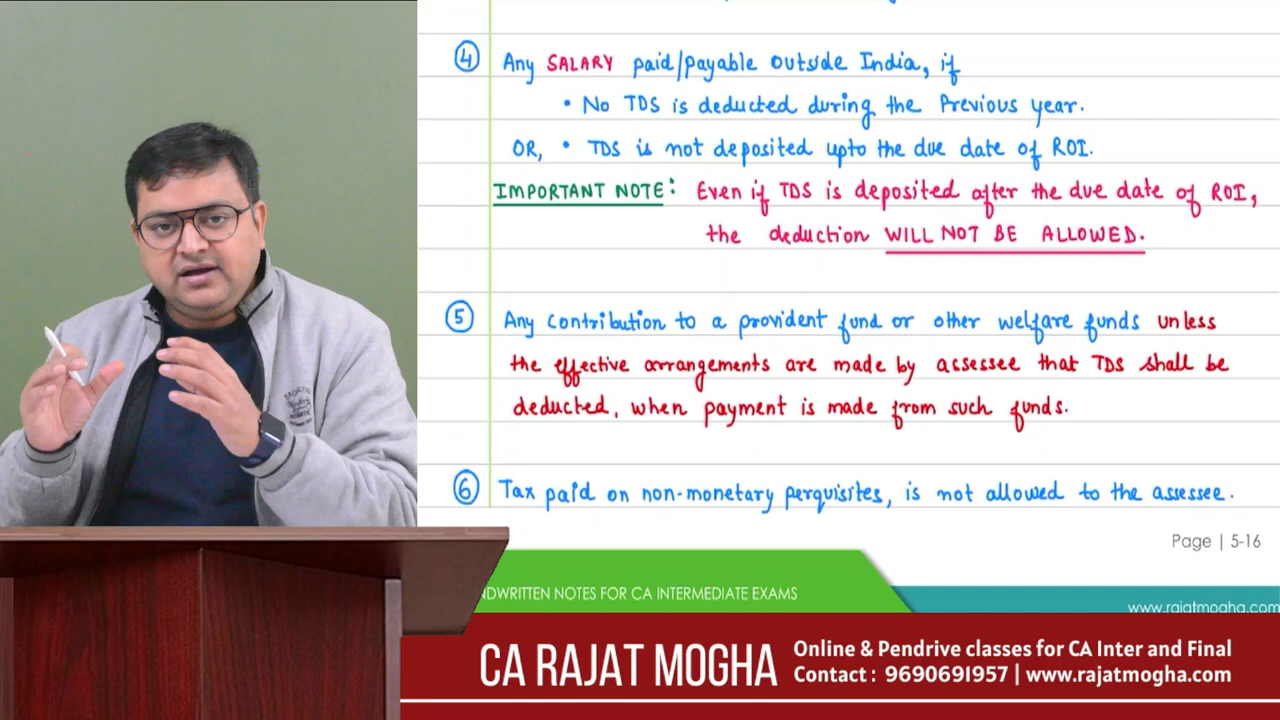 ④ Any SALARY paid/payable outside India, if
• No TDS is deducted during the Previous year.
OR, • TDS is not deposited upto the due date of ROI.
IMPORTANT NOTE: Even if TDS is deposited after the due date of ROI,
the deduction WILL NOT BE ALLOWED.
⑤ Any contribution to a provident fund or other welfare funds unless
the effective arrangements are made by assessee that TDS shall be
deducted, when payment is made from such funds.
⑥ Tax paid on non-monetary perquisites, is not allowed to the assessee.
Page | 5-16
NDWRITTEN NOTES FOR CA INTERMEDIATE EXAMS
www.rajatmogha.com
CA RAJAT MOGHA
Online & Pendrive classes for CA Inter and Final
Contact : 9690691957 | www.rajatmogha.com